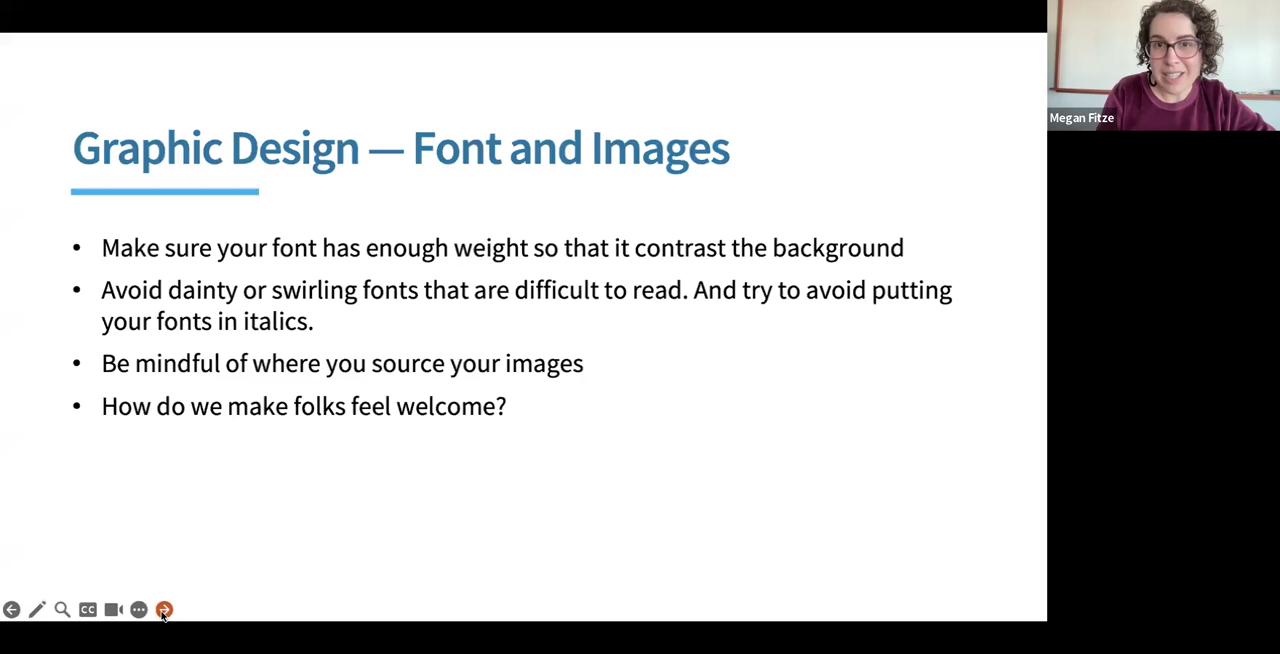 Graphic Design — Font and Images
• Make sure your font has enough weight so that it contrast the background
• Avoid dainty or swirling fonts that are difficult to read. And try to avoid putting
your fonts in italics.
• Be mindful of where you source your images
• How do we make folks feel welcome?
Megan Fitze
CC